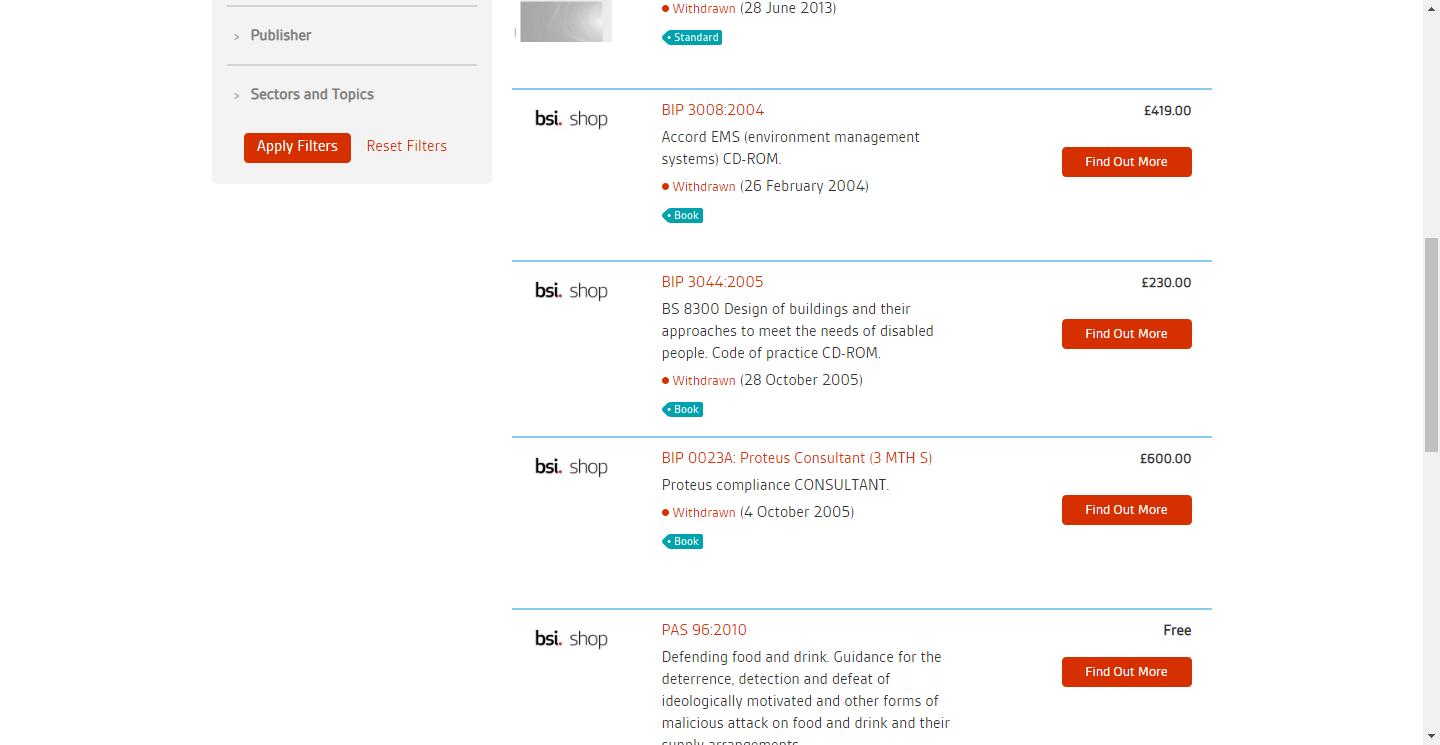 Publisher
Sectors and Topics
Apply Filters Reset Filters
Withdrawn (28 June 2013)
Standard
bsi. shop
BIP 3008:2004
£419.00
Accord EMS (environment management
systems) CD-ROM.
Find Out More
Withdrawn (26 February 2004)
Book
bsi. shop
BIP 3044:2005
£230.00
BS 8300 Design of buildings and their
approaches to meet the needs of disabled
people. Code of practice CD-ROM.
Find Out More
Withdrawn (28 October 2005)
Book
bsi. shop
BIP 0023A: Proteus Consultant (3 MTH S)
£600.00
Proteus compliance CONSULTANT.
Find Out More
Withdrawn (4 October 2005)
Book
bsi. shop
PAS 96:2010
Free
Defending food and drink. Guidance for the
deterrence, detection and defeat of
ideologically motivated and other forms of
malicious attack on food and drink and their
supply arrangements
Find Out More